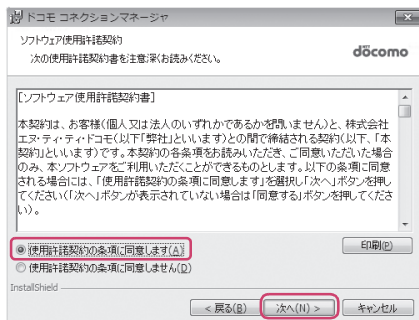 ドコモ コネクションマネージャ
ソフトウェア使用許諾契約
次の使用許諾契約書を注意深くお読みください。
döcomo
[ソフトウェア使用許諾契約書]
本契約は、お客様(個人又は法人のいずれかであるかを問いません)と、株式会社
エヌ・ティ・ティ・ドコモ(以下「弊社」といいます)との間で締結される契約(以下、「本
契約」といいます)です。本契約の各条項をお読みいただき、ご同意いただいた場合
のみ、本ソフトウェアをご利用いただくことができるものとします。以下の条項に同意
される場合には、「使用許諾契約の条項に同意します」を選択し「次へ」ボタンを押し
てください(「次へ」ボタンが表示されていない場合は「同意する」ボタンを押してくださ
い)。
使用許諾契約の条項に同意します(A)
印刷(P)
使用許諾契約の条項に同意しません(D)
InstallShield
< 戻る(B)
次へ(N) >
キャンセル